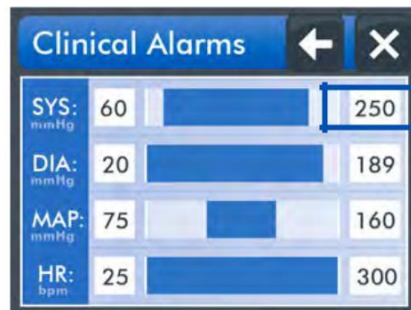 Clinical Alarms
SYS: 60 250
mmHg
DIA: 20 189
mmHg
MAP: 75 160
mmHg
HR: 25 300
bpm